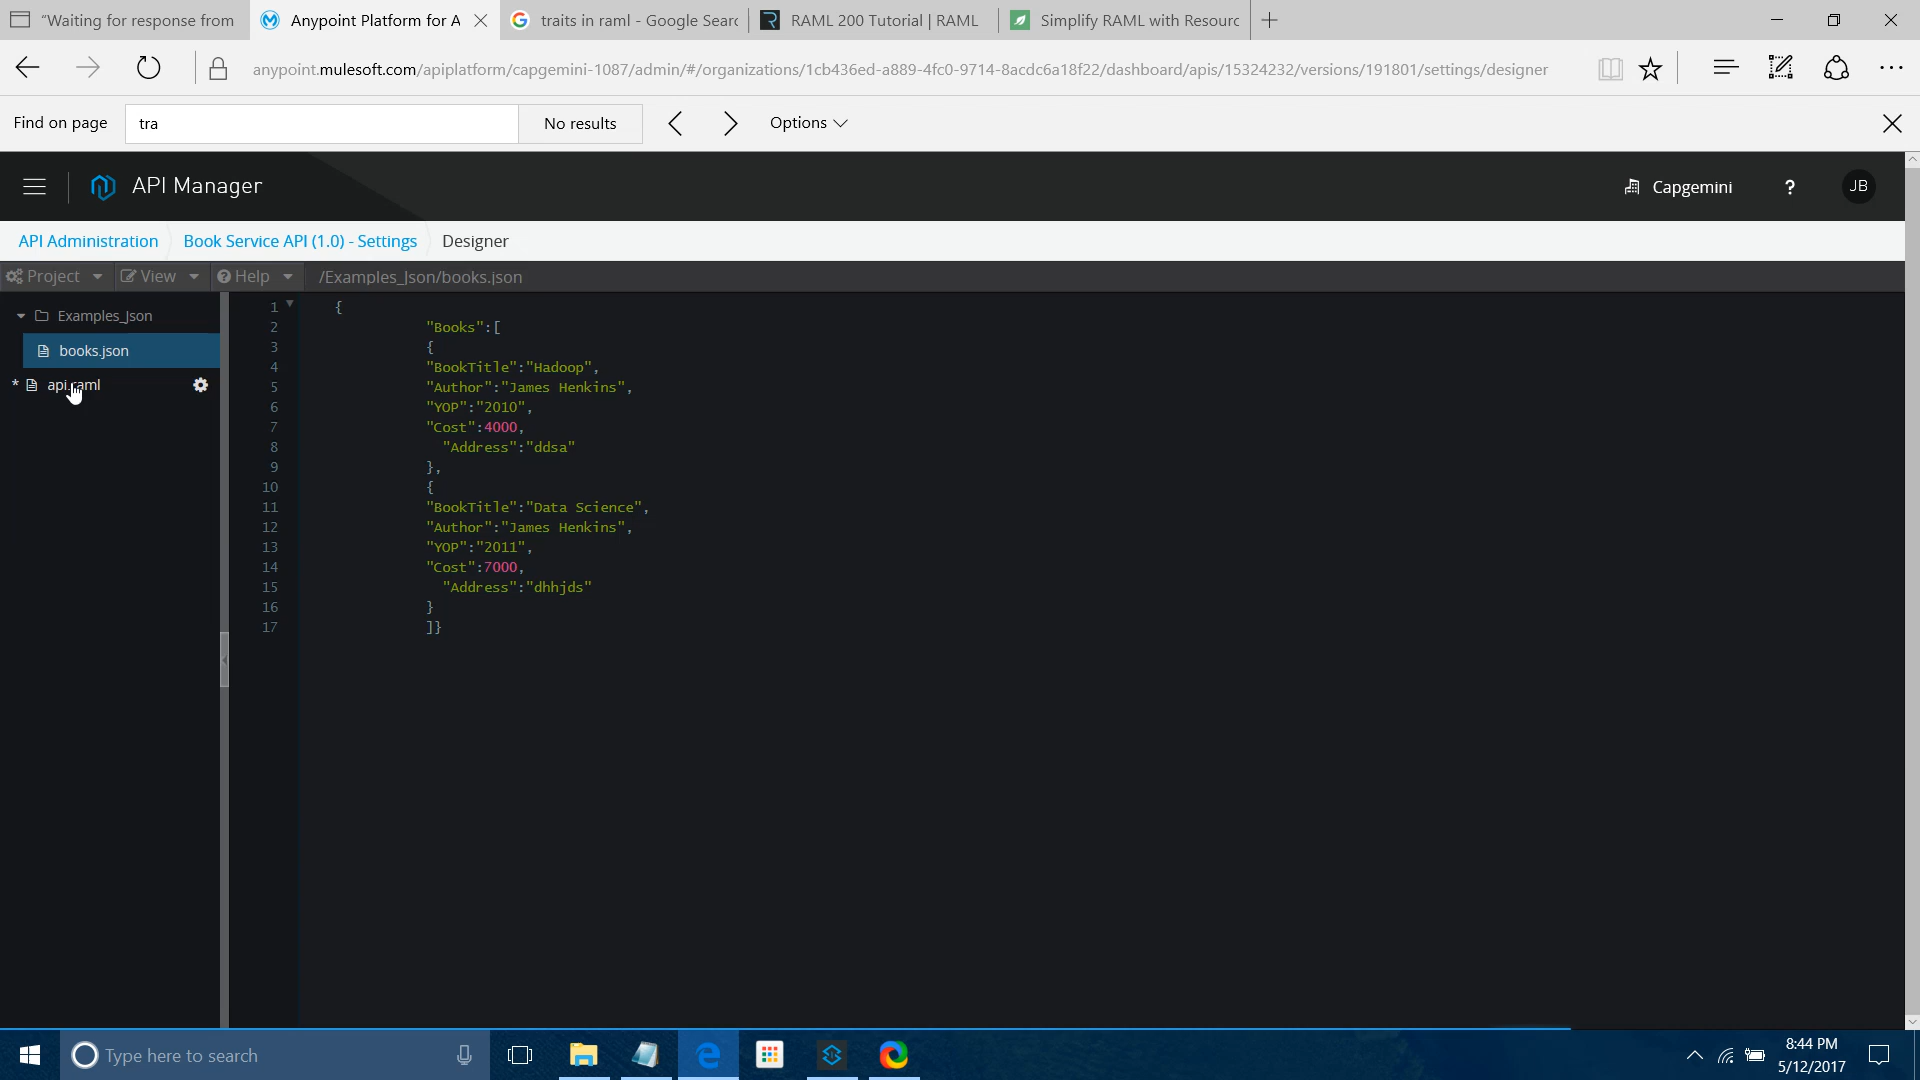 "Waiting for response from
Anypoint Platform for A
traits in raml - Google Searc
RAML 200 Tutorial | RAML
Simplify RAML with Resourc
anypoint.mulesoft.com/apiplatform/capgemini-1087/admin/#/organizations/1cb436ed-a889-4fc0-9714-8acdc6a18f22/dashboard/apis/15324232/versions/191801/settings/designer
Find on page
tra
No results
Options
API Manager
Capgemini
?
JB
API Administration
Book Service API (1.0) - Settings
Designer
Project
View
Help
/Examples_Json/books.json
Examples_Json
books.json
* api.raml
1 {
2 "Books":[
3 {
4 "BookTitle":"Hadoop",
5 "Author":"James Henkins",
6 "YOP":"2010",
7 "Cost":4000,
8 "Address":"ddsa"
9 },
10 {
11 "BookTitle":"Data Science",
12 "Author":"James Henkins",
13 "YOP":"2011",
14 "Cost":7000,
15 "Address":"dhhjds"
16 }
17 ]}
Type here to search
8:44 PM
5/12/2017